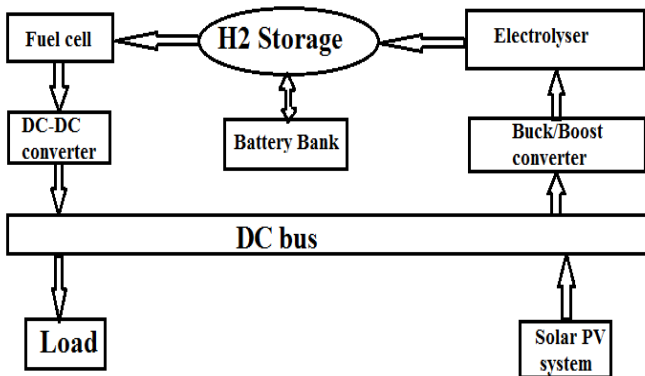 Fuel cell
H2 Storage
Electrolyser
DC-DC
converter
Battery Bank
Buck/Boost
converter
DC bus
Load
Solar PV
system